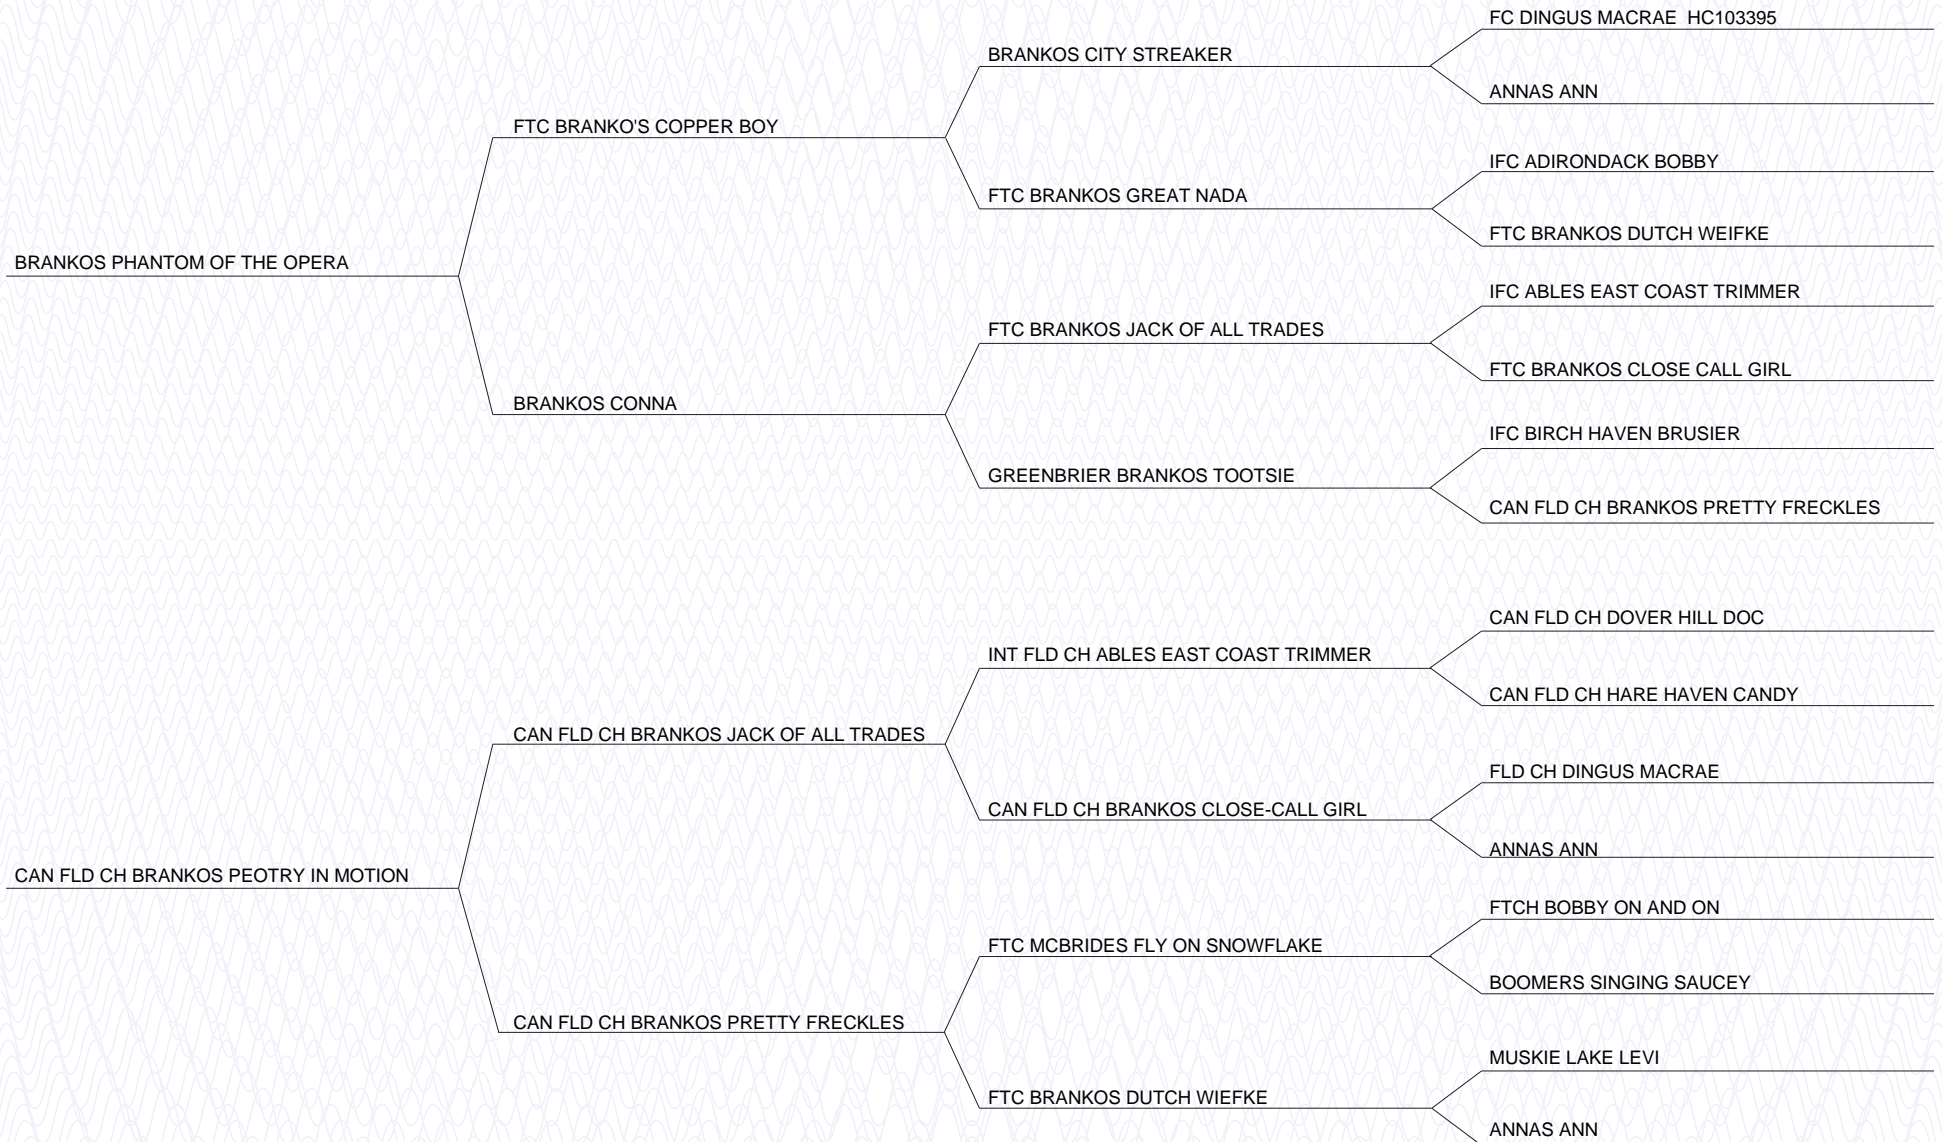 FC DINGUS MACRAE  HC103395
BRANKOS CITY STREAKER
ANNAS ANN
FTC BRANKO'S COPPER BOY
IFC ADIRONDACK BOBBY
FTC BRANKOS GREAT NADA
FTC BRANKOS DUTCH WEIFKE
BRANKOS PHANTOM OF THE OPERA
IFC ABLES EAST COAST TRIMMER
FTC BRANKOS JACK OF ALL TRADES
FTC BRANKOS CLOSE CALL GIRL
BRANKOS CONNA
IFC BIRCH HAVEN BRUSIER
GREENBRIER BRANKOS TOOTSIE
CAN FLD CH BRANKOS PRETTY FRECKLES
CAN FLD CH DOVER HILL DOC
INT FLD CH ABLES EAST COAST TRIMMER
CAN FLD CH HARE HAVEN CANDY
CAN FLD CH BRANKOS JACK OF ALL TRADES
FLD CH DINGUS MACRAE
CAN FLD CH BRANKOS CLOSE-CALL GIRL
ANNAS ANN
CAN FLD CH BRANKOS PEOTRY IN MOTION
FTCH BOBBY ON AND ON
FTC MCBRIDES FLY ON SNOWFLAKE
BOOMERS SINGING SAUCEY
CAN FLD CH BRANKOS PRETTY FRECKLES
MUSKIE LAKE LEVI
FTC BRANKOS DUTCH WIEFKE
ANNAS ANN